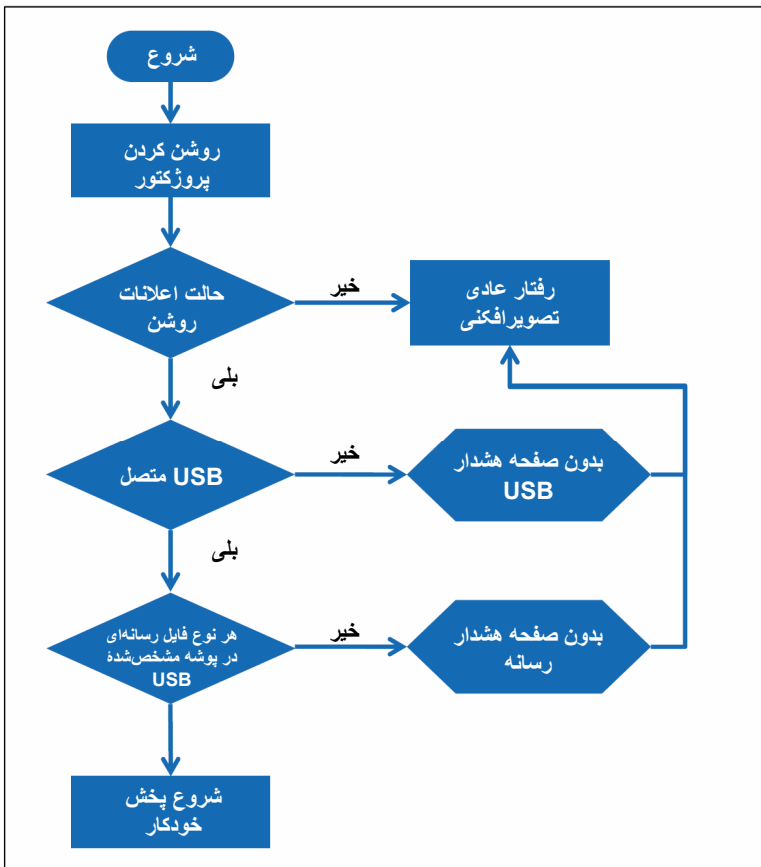 شروع
روشن کردن
پروژکتور
حالت اعلانات
روشن
خیر
رفتار عادی
تصویرافکنی
بلی
USB متصل
خیر
بدون صفحه هشدار
USB
بلی
هر نوع فایل رسانه‌ای
در پوشه مشخص‌شدۀ
USB
خیر
بدون صفحه هشدار
رسانه
شروع پخش
خودکار